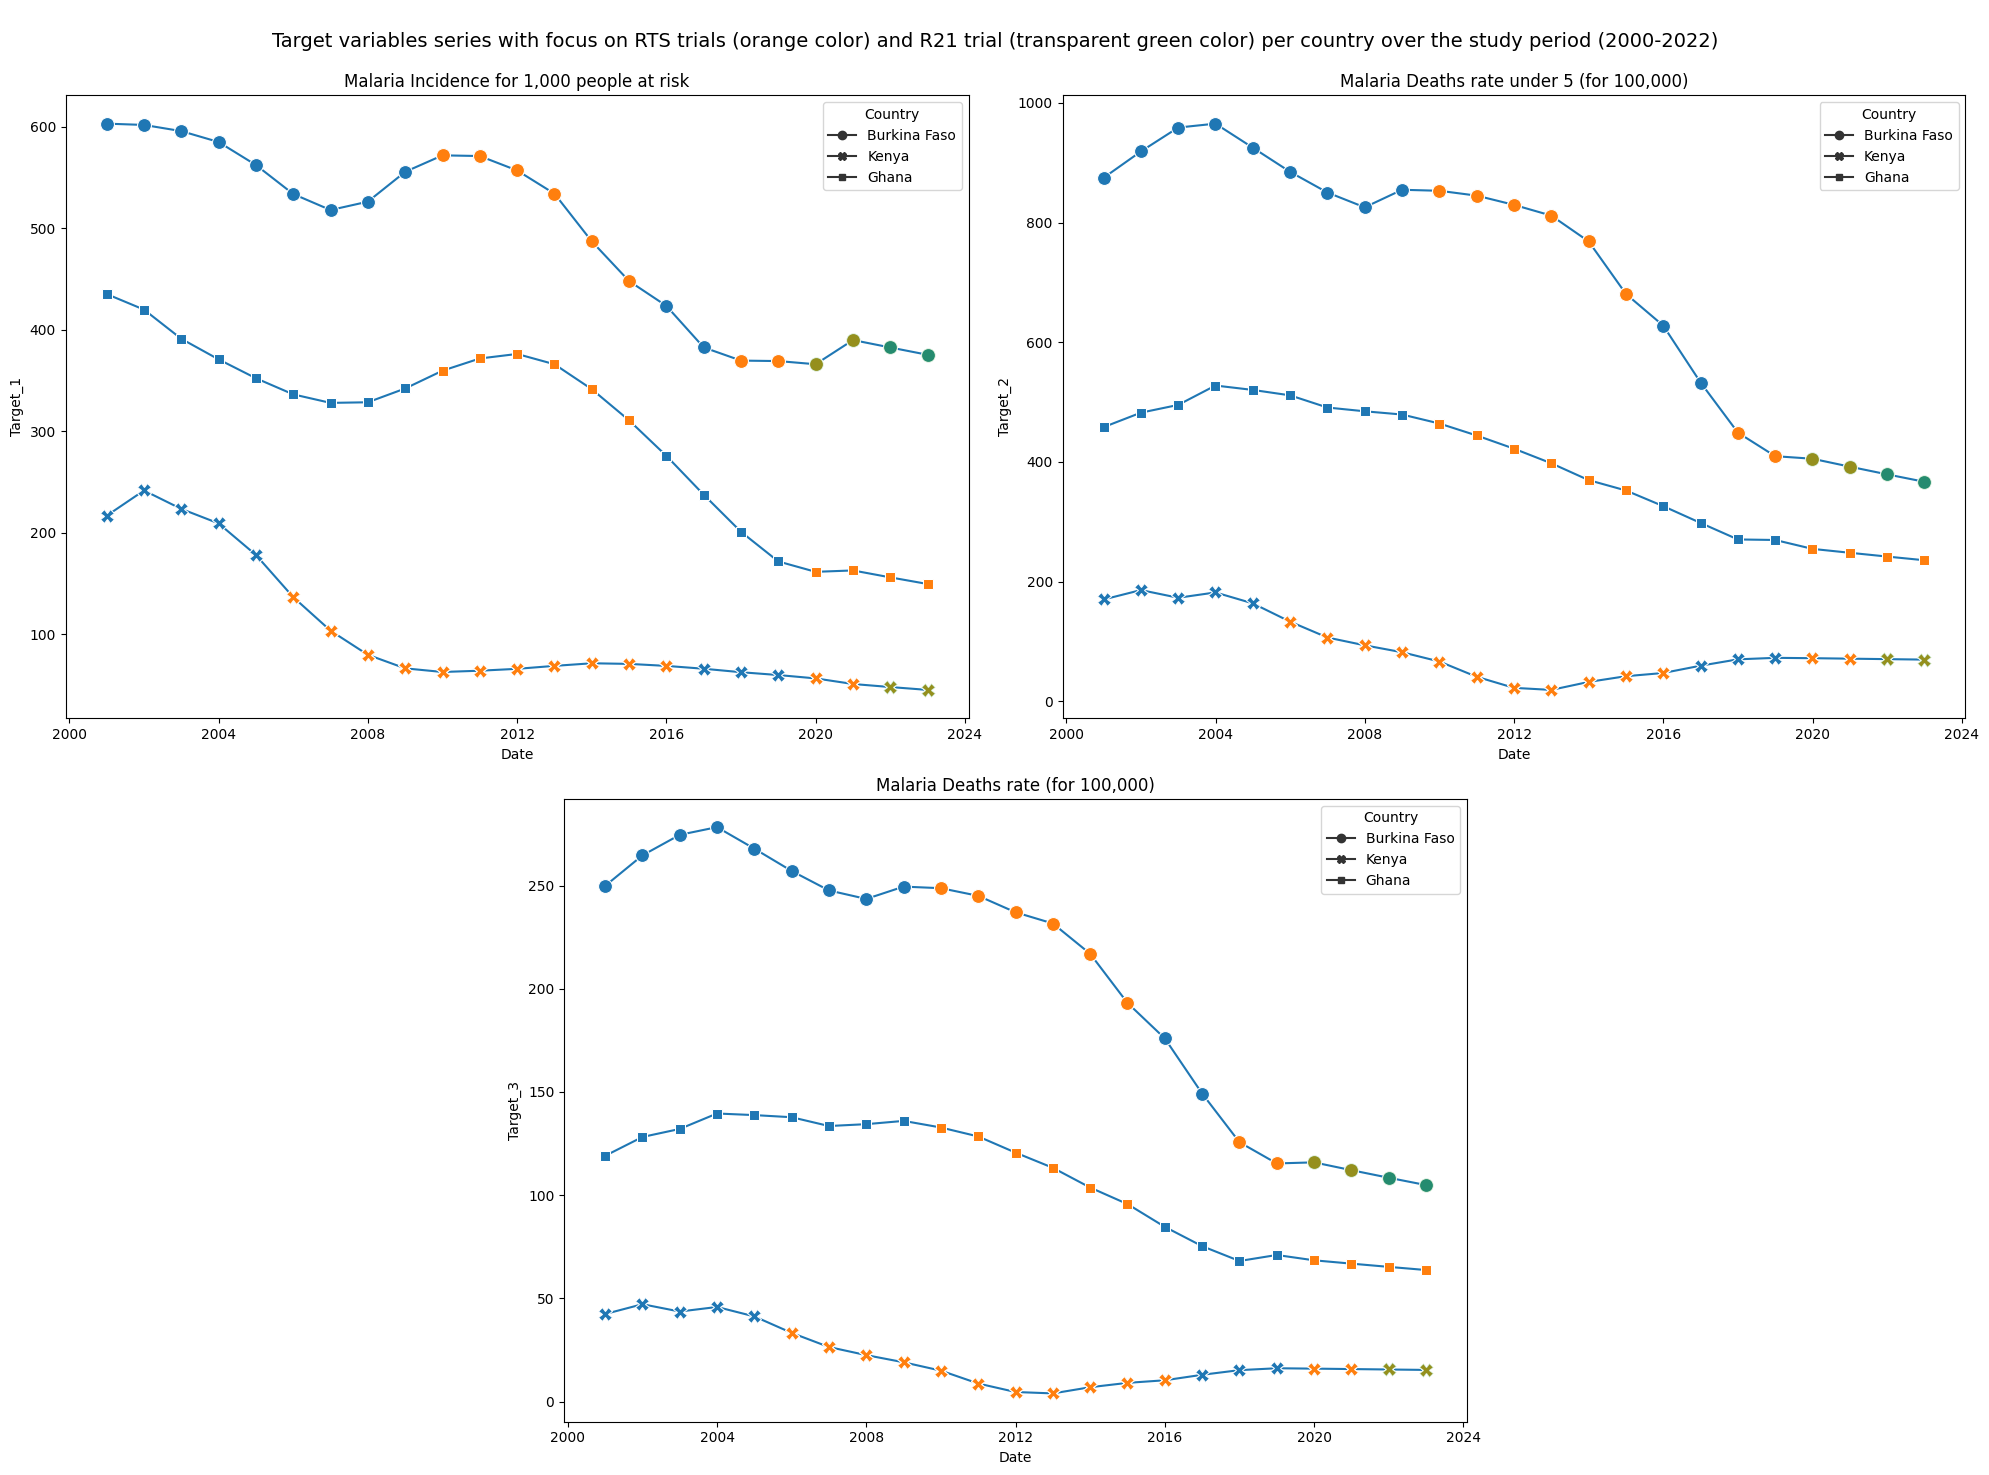 Target variables series with focus on RTS trials (orange color) and R21 trial (transparent green color) per country over the study period (2000-2022)
Malaria Incidence for 1,000 people at risk
Target_1
600
500
400
300
200
100
2000 2004 2008 2012 2016 2020 2024
Date
Country
Burkina Faso
Kenya
Ghana
Malaria Deaths rate under 5 (for 100,000)
Target_2
1000
800
600
400
200
0
2000 2004 2008 2012 2016 2020 2024
Date
Country
Burkina Faso
Kenya
Ghana
Malaria Deaths rate (for 100,000)
Target_3
250
200
150
100
50
0
2000 2004 2008 2012 2016 2020 2024
Date
Country
Burkina Faso
Kenya
Ghana